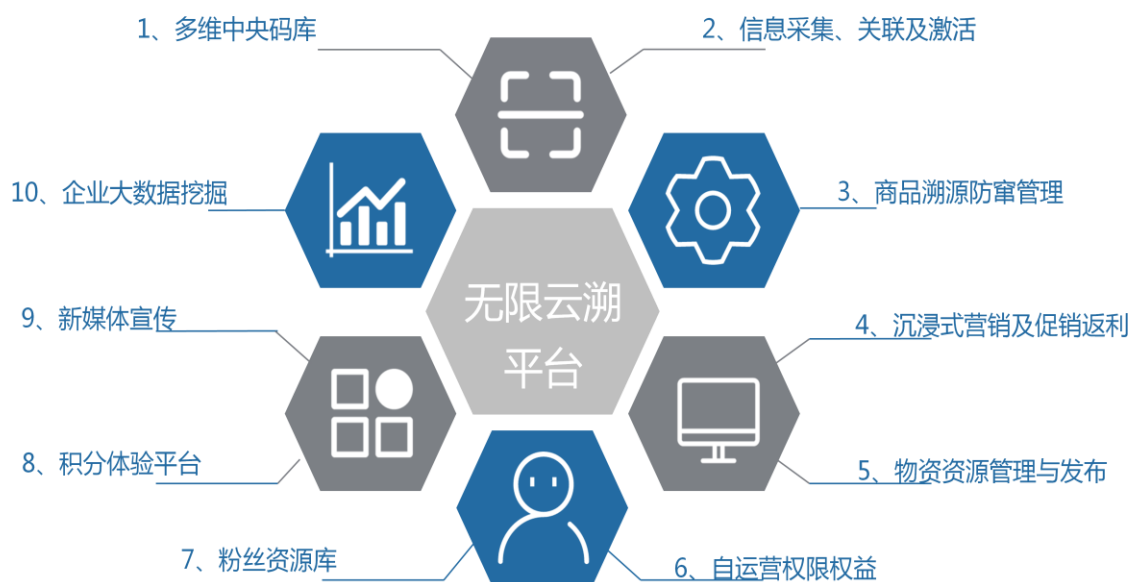 1、多维中央码库
2、信息采集、关联及激活
10、企业大数据挖掘
3、商品溯源防窜管理
无限云溯
平台
9、新媒体宣传
4、沉浸式营销及促销返利
8、积分体验平台
5、物资资源管理与发布
7、粉丝资源库
6、自运营权限权益